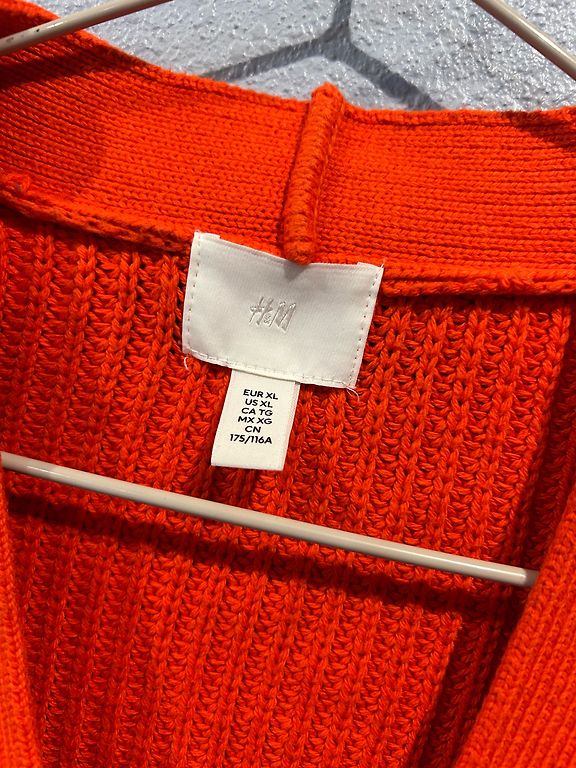 H&M
EUR XL
US XL
CA TG
MX XG
CN
175/116A